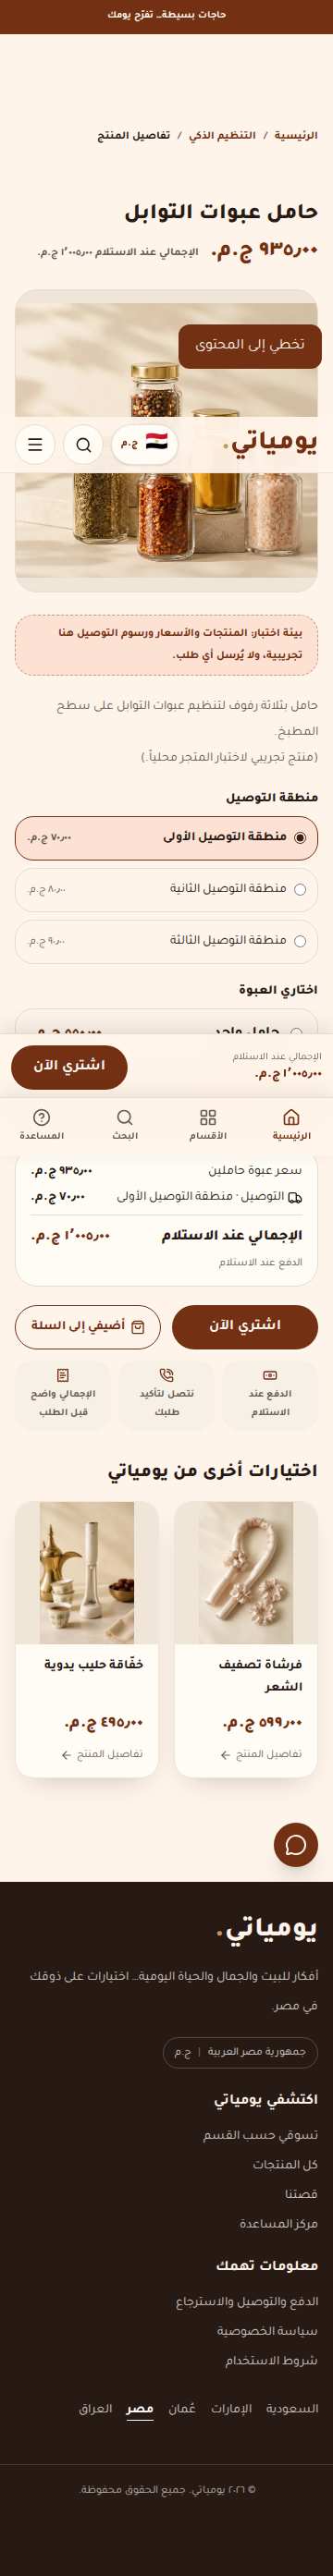 حاجات بسيطة… تفرّح يومك
الرئيسية / التنظيم الذكي / تفاصيل المنتج
حامل عبوات التوابل
٩٣٥٫٠٠ ج.م. الإجمالي عند الاستلام ١٬٠٠٥٫٠٠ ج.م.
تخطي إلى المحتوى
يومياتي. ج.م
بيئة اختبار: المنتجات والأسعار ورسوم التوصيل هنا
تجريبية، ولا يُرسل أي طلب.
حامل بثلاثة رفوف لتنظيم عبوات التوابل على سطح
المطبخ.
(منتج تجريبي لاختبار المتجر محلياً.)
منطقة التوصيل
منطقة التوصيل الأولى ٧٠٫٠٠ ج.م.
منطقة التوصيل الثانية ٨٠٫٠٠ ج.م.
منطقة التوصيل الثالثة ٩٠٫٠٠ ج.م.
اختاري العبوة
حامل واحد ٥٥٠٫٠٠ ج.م.
الإجمالي عند الاستلام
١٬٠٠٥٫٠٠ ج.م.
اشتري الآن
الرئيسية الأقسام البحث المساعدة
سعر عبوة حاملين ٩٣٥٫٠٠ ج.م.
التوصيل · منطقة التوصيل الأولى ٧٠٫٠٠ ج.م.
الإجمالي عند الاستلام ١٬٠٠٥٫٠٠ ج.م.
الدفع عند الاستلام
اشتري الآن أضيفي إلى السلة
الدفع عند
الاستلام
نتصل لتأكيد
طلبك
الإجمالي واضح
قبل الطلب
اختيارات أخرى من يومياتي
فرشاة تصفيف
الشعر
٥٩٩٫٠٠ ج.م.
تفاصيل المنتج
خفّاقة حليب يدوية
٤٩٥٫٠٠ ج.م.
تفاصيل المنتج
يومياتي.
أفكار للبيت والجمال والحياة اليومية… اختيارات على ذوقك
في مصر.
جمهورية مصر العربية | ج.م
اكتشفي يومياتي
تسوقي حسب القسم
كل المنتجات
قصتنا
مركز المساعدة
معلومات تهمك
الدفع والتوصيل والاسترجاع
سياسة الخصوصية
شروط الاستخدام
السعودية الإمارات عُمان مصر العراق
© ٢٠٢٦ يومياتي. جميع الحقوق محفوظة.